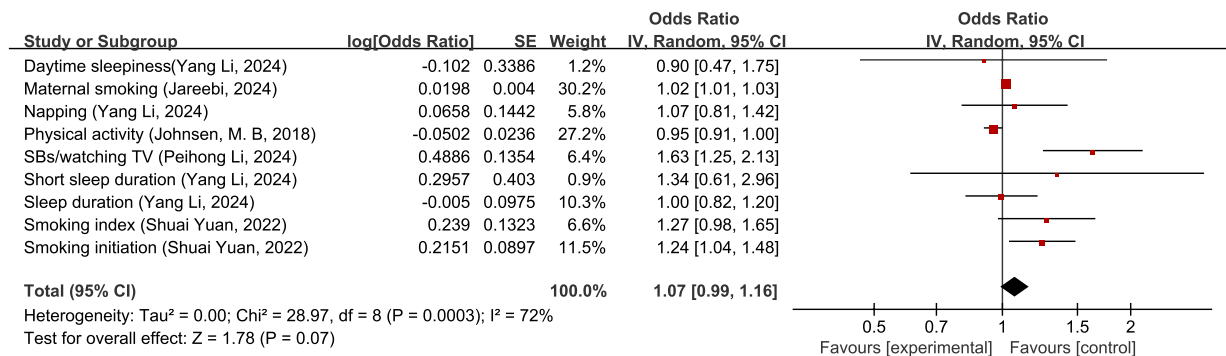 Odds Ratio Odds Ratio
Study or Subgroup log[Odds Ratio] SE Weight IV, Random, 95% CI IV, Random, 95% CI
Daytime sleepiness(Yang Li, 2024) -0.102 0.3386 1.2% 0.90 [0.47, 1.75]
Maternal smoking (Jareebi, 2024) 0.0198 0.004 30.2% 1.02 [1.01, 1.03]
Napping (Yang Li, 2024) 0.0658 0.1442 5.8% 1.07 [0.81, 1.42]
Physical activity (Johnsen, M. B, 2018) -0.0502 0.0236 27.2% 0.95 [0.91, 1.00]
SBs/watching TV (Peihong Li, 2024) 0.4886 0.1354 6.4% 1.63 [1.25, 2.13]
Short sleep duration (Yang Li, 2024) 0.2957 0.403 0.9% 1.34 [0.61, 2.96]
Sleep duration (Yang Li, 2024) -0.005 0.0975 10.3% 1.00 [0.82, 1.20]
Smoking index (Shuai Yuan, 2022) 0.239 0.1323 6.6% 1.27 [0.98, 1.65]
Smoking initiation (Shuai Yuan, 2022) 0.2151 0.0897 11.5% 1.24 [1.04, 1.48]
Total (95% CI) 100.0% 1.07 [0.99, 1.16]
Heterogeneity: Tau² = 0.00; Chi² = 28.97, df = 8 (P = 0.0003); I² = 72%
Test for overall effect: Z = 1.78 (P = 0.07)
0.5 0.7 1 1.5 2
Favours [experimental] Favours [control]